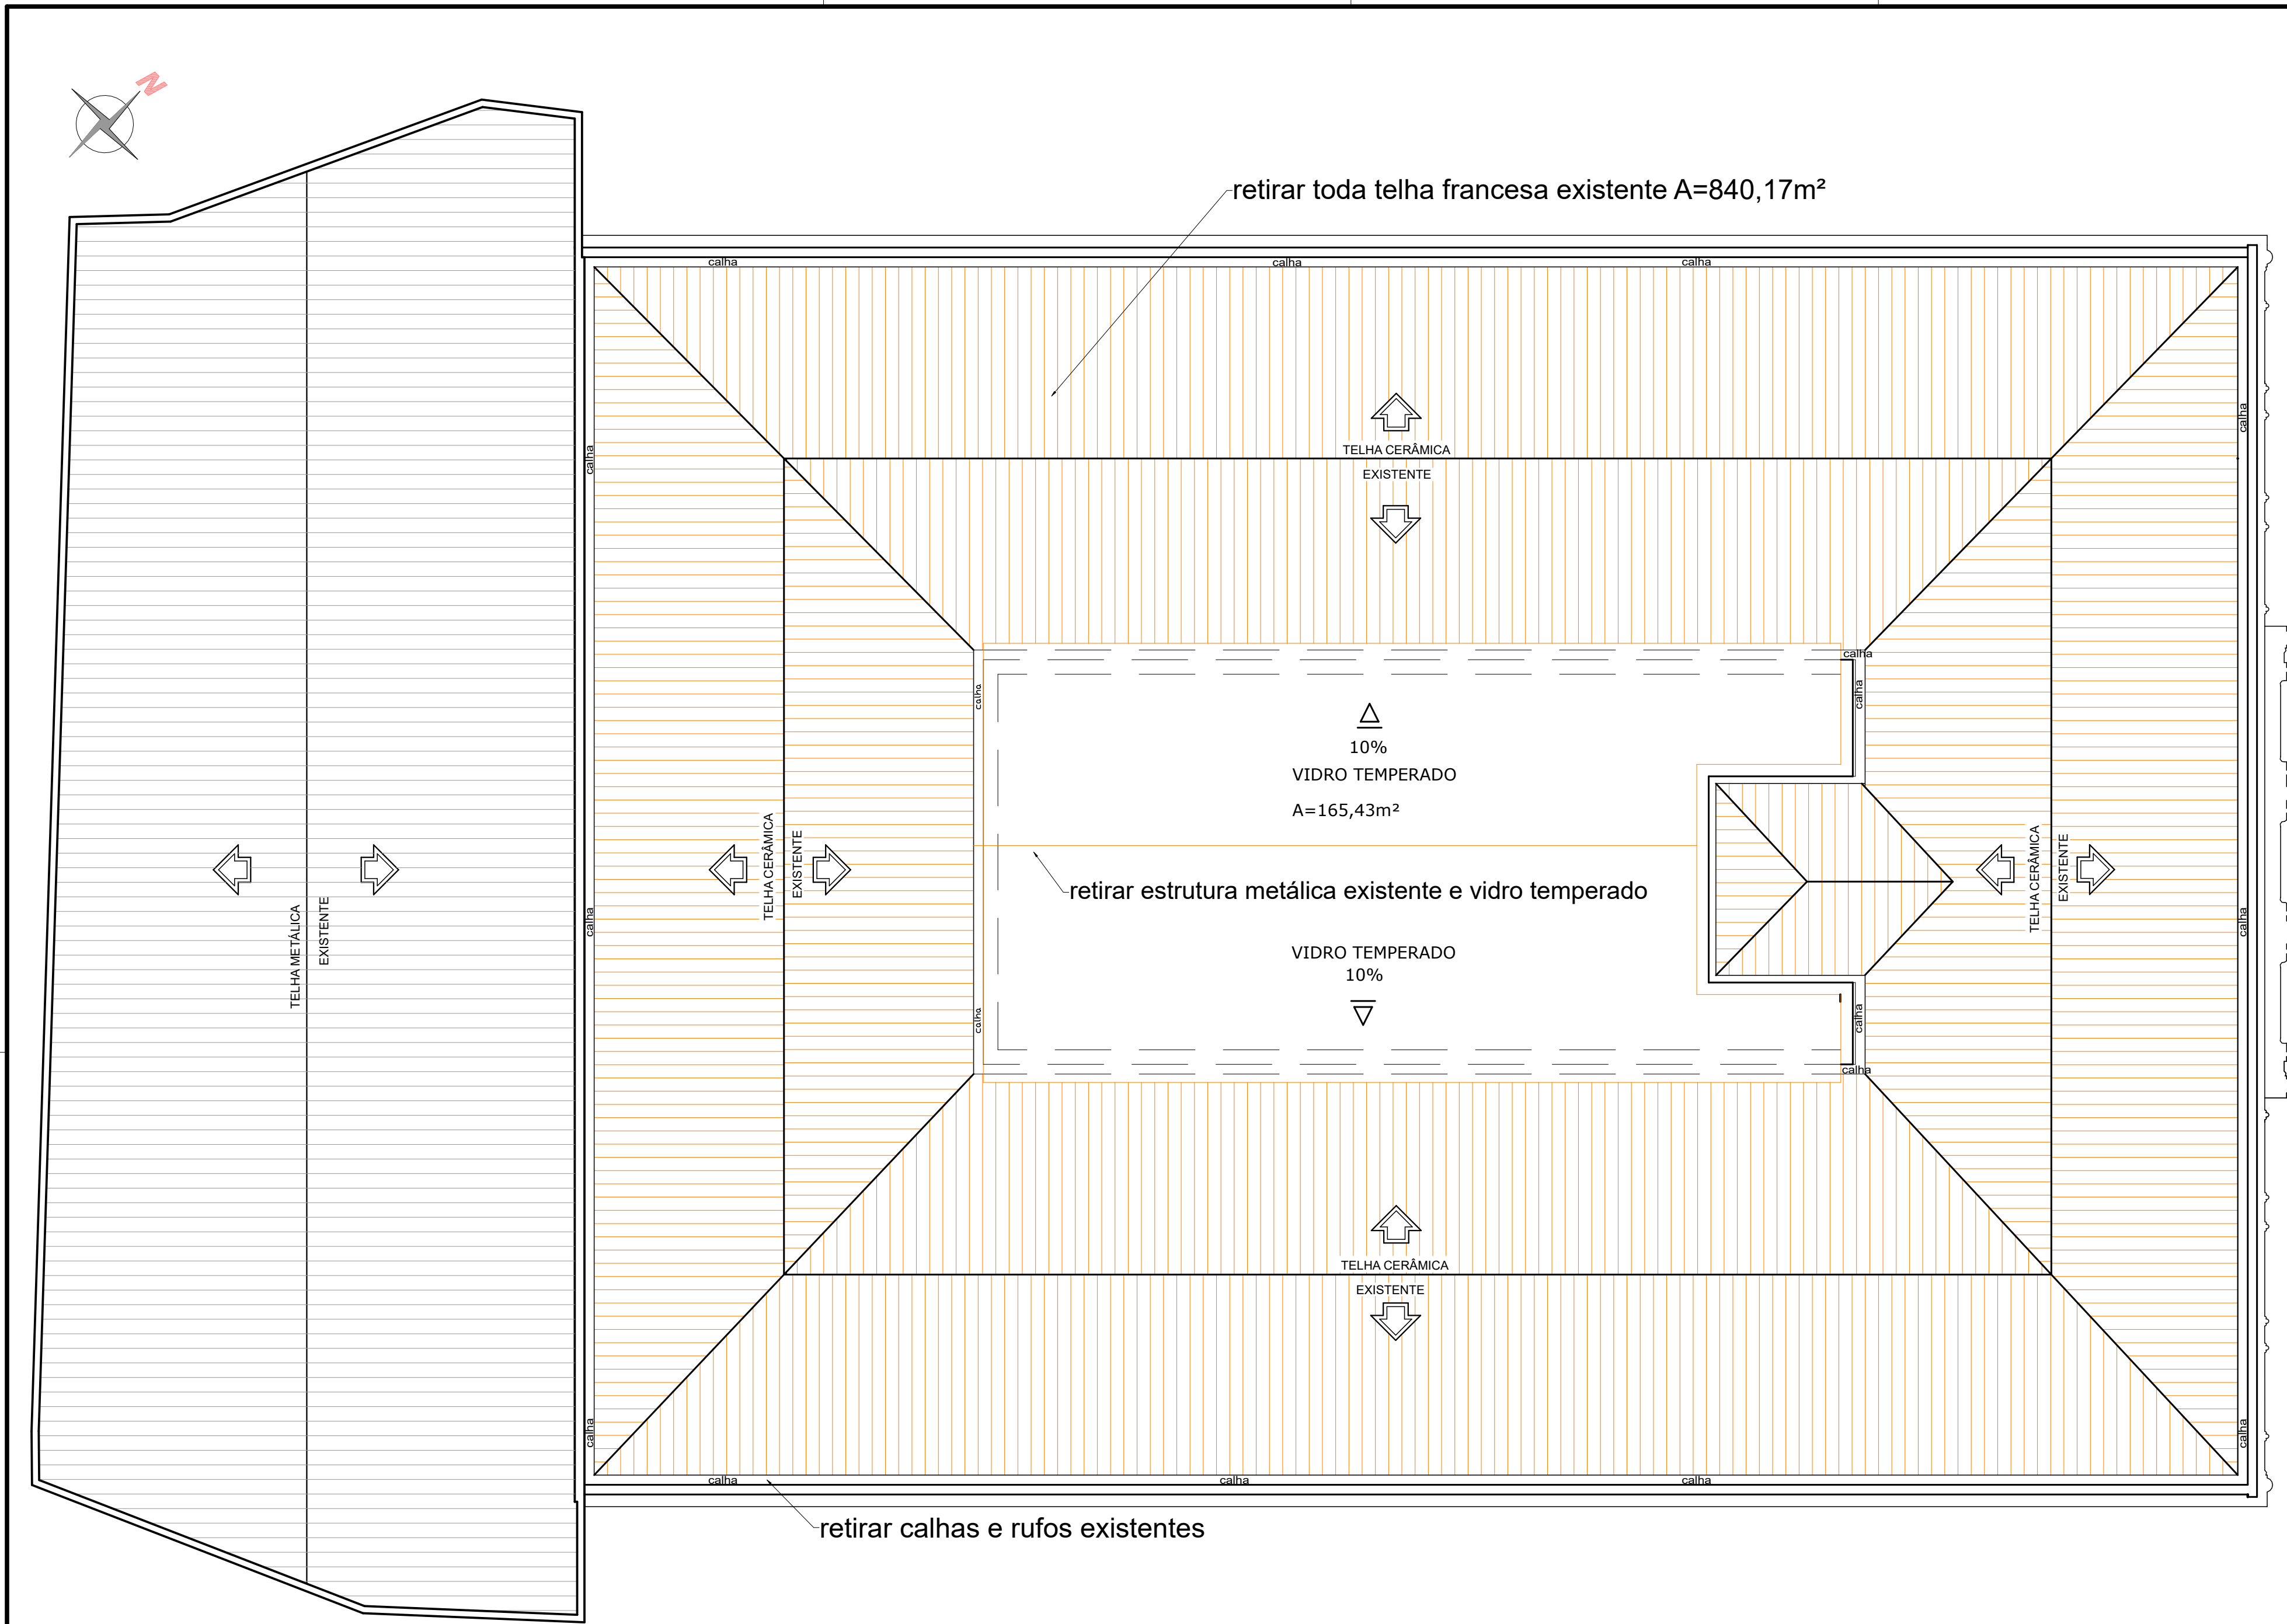 N
retirar toda telha francesa existente A=840,17m²
calha
calha
calha
calha
calha
TELHA CERÂMICA
EXISTENTE
calha
calha
calha
calha
10%
VIDRO TEMPERADO
A=165,43m²
retirar estrutura metálica existente e vidro temperado
VIDRO TEMPERADO
10%
TELHA METÁLICA
EXISTENTE
calha
TELHA CERÂMICA
EXISTENTE
TELHA CERÂMICA
EXISTENTE
calha
calha
calha
calha
TELHA CERÂMICA
EXISTENTE
calha
calha
calha
calha
calha
retirar calhas e rufos existentes